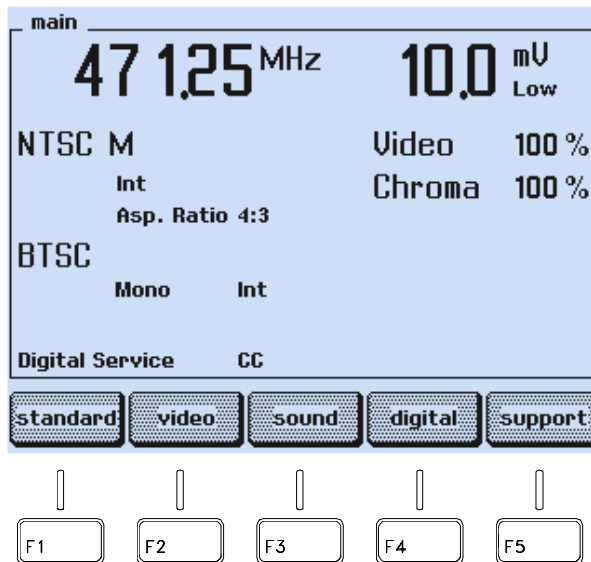 main
471.25 MHz 10.0 mV
Low
NTSC M Video 100 %
Int Chroma 100 %
Asp. Ratio 4:3
BTSC
Mono Int
Digital Service CC
standard video sound digital support
F1 F2 F3 F4 F5